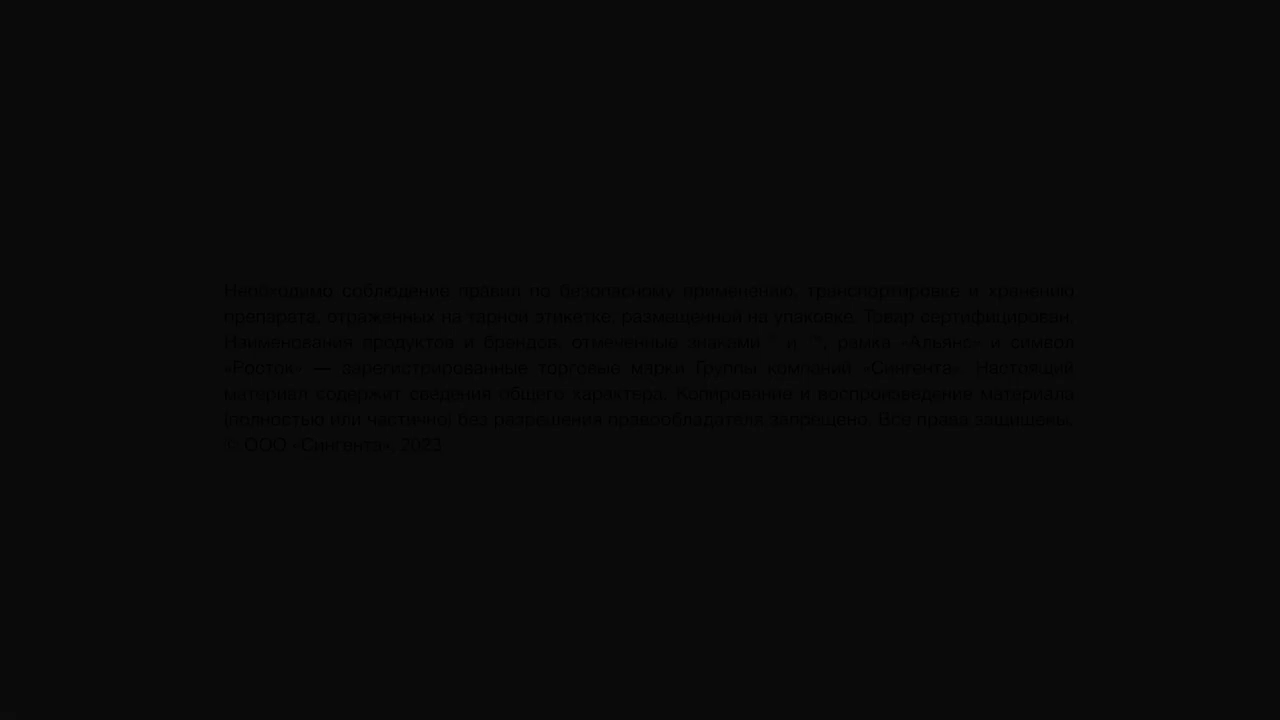 Необходимо соблюдение правил по безопасному применению, транспортировке и хранению
препарата, отраженных на тарной этикетке, размещенной на упаковке. Товар сертифицирован.
Наименования продуктов и брендов, отмеченные знаками ® и ™, рамка «Альянс» и символ
«Росток» — зарегистрированные торговые марки Группы компаний «Сингента». Настоящий
материал содержит сведения общего характера. Копирование и воспроизведение материала
(полностью или частично) без разрешения правообладателя запрещено. Все права защищены.
© ООО «Сингента», 2023